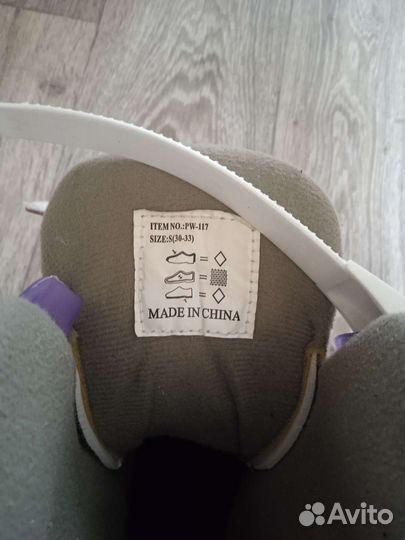 ITEM NO.:PW-117
SIZE:S(30-33)
MADE IN CHINA
Avito